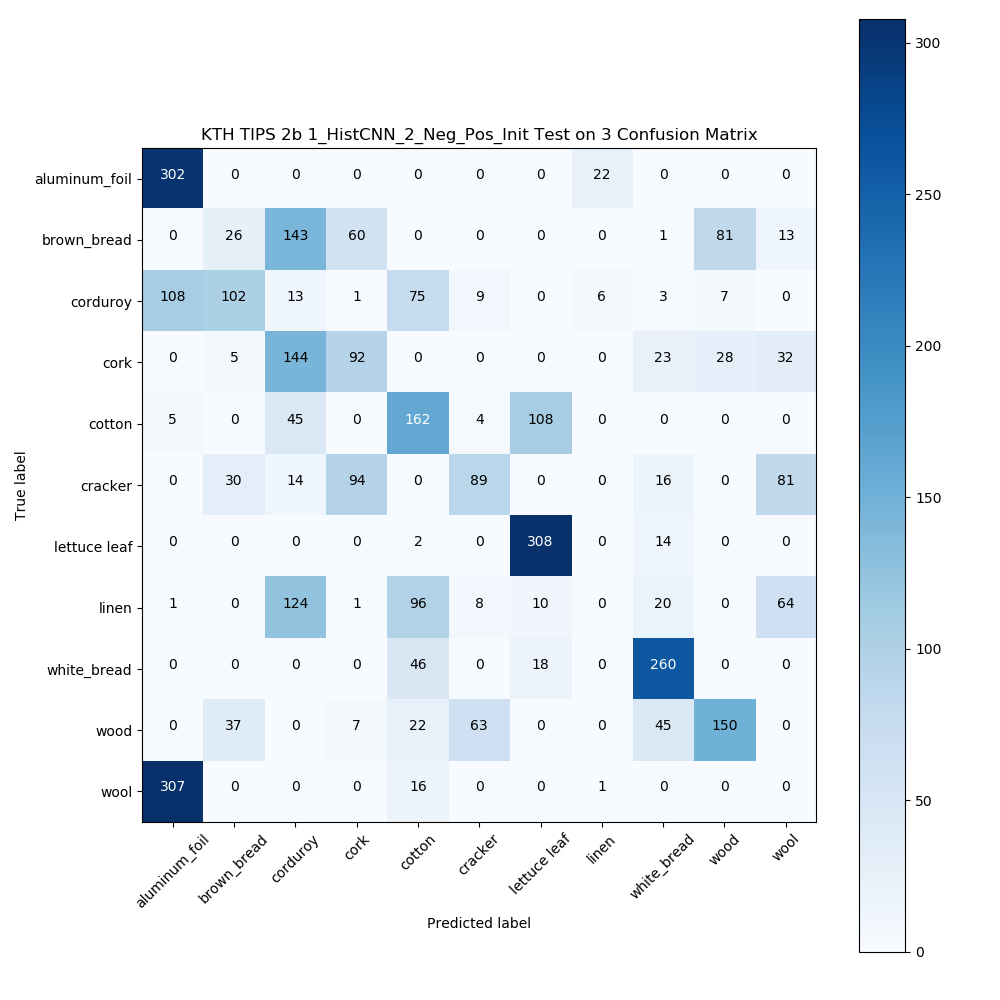 KTH TIPS 2b 1_HistCNN_2_Neg_Pos_Init Test on 3 Confusion Matrix
aluminum_foil 302 0 0 0 0 0 0 22 0 0 0
brown_bread 0 26 143 60 0 0 0 0 1 81 13
corduroy 108 102 13 1 75 9 0 6 3 7 0
cork 0 5 144 92 0 0 0 0 23 28 32
cotton 5 0 45 0 162 4 108 0 0 0 0
cracker 0 30 14 94 0 89 0 0 16 0 81
lettuce leaf 0 0 0 0 2 0 308 0 14 0 0
linen 1 0 124 1 96 8 10 0 20 0 64
white_bread 0 0 0 0 46 0 18 0 260 0 0
wood 0 37 0 7 22 63 0 0 45 150 0
wool 307 0 0 0 16 0 0 1 0 0 0
aluminum_foil brown_bread corduroy cork cotton cracker lettuce leaf linen white_bread wood wool
Predicted label
True label
300
250
200
150
100
50
0